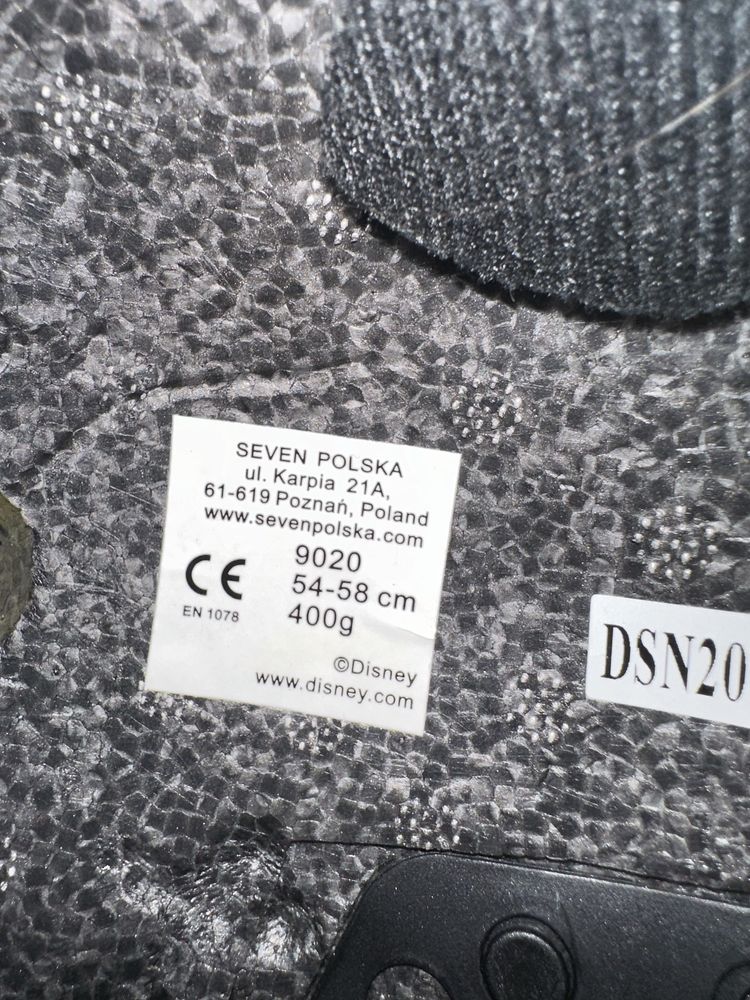 SEVEN POLSKA
ul. Karpia 21A,
61-619 Poznań, Poland
www.sevenpolska.com
CE
EN 1078
9020
54-58 cm
400g
©Disney
www.disney.com
DSN20